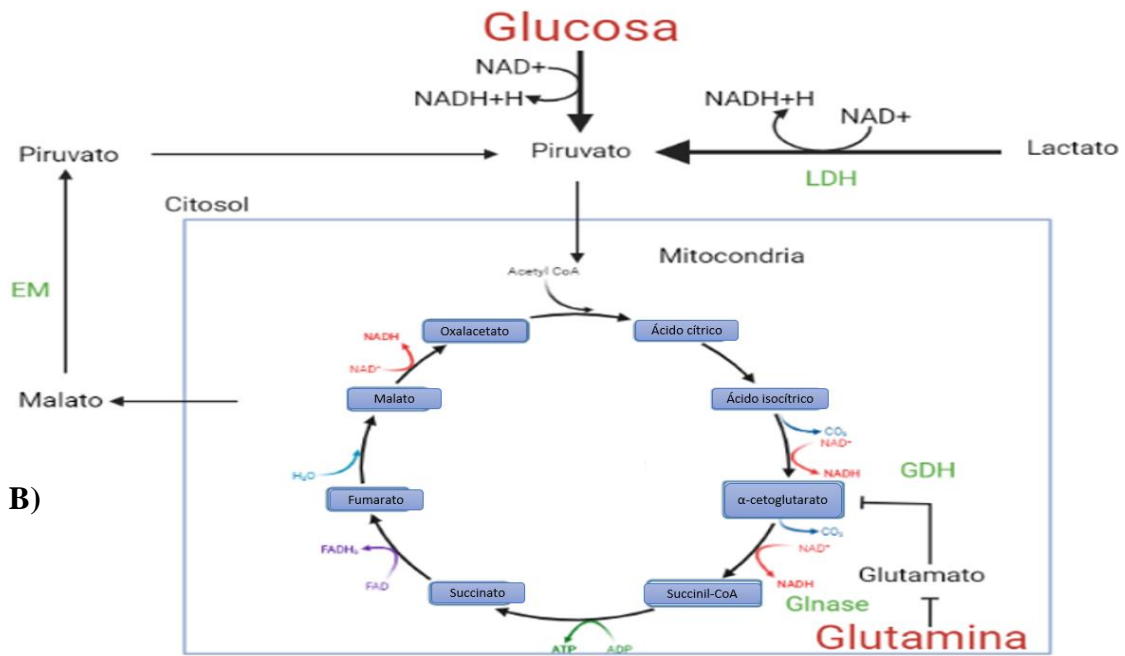 Glucosa
NAD+
NADH+H
NADH+H
NAD+
Piruvato
Piruvato
Lactato
LDH
Citosol
Mitocondria
EM
Acetyl CoA
Oxalacetato
Ácido cítrico
NADH
NAD⁺
Malato
Malato
Ácido isocítrico
CO₂
NAD⁺
NADH
GDH
H₂O
B)
Fumarato
α-cetoglutarato
CO₂
NAD⁺
NADH
FADH₂
FAD
Glutamato
Succinato
Succinil-CoA
Glnase
Glutamina
ATP
ADP